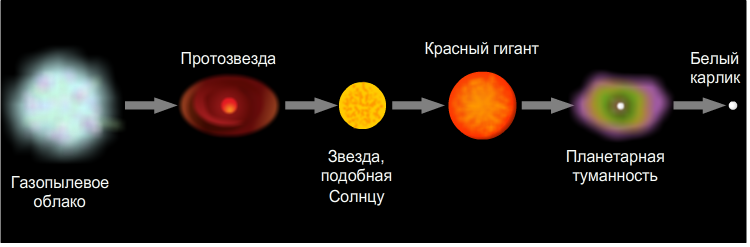 Газопылевое
облако
Протозвезда
Звезда,
подобная
Солнцу
Красный гигант
Планетарная
туманность
Белый
карлик